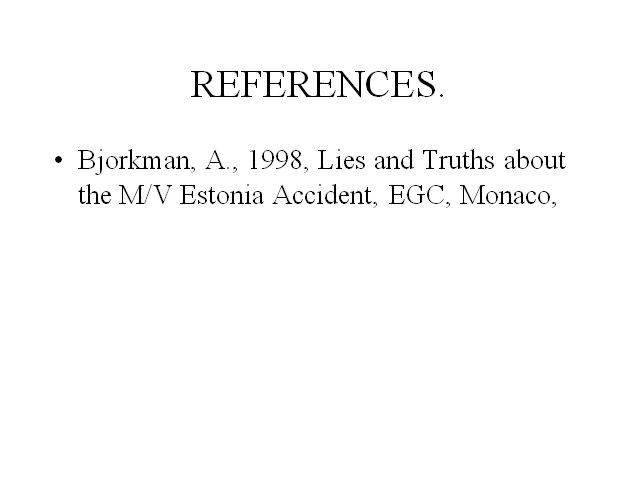 REFERENCES.
• Bjorkman, A., 1998, Lies and Truths about
the M/V Estonia Accident, EGC, Monaco,